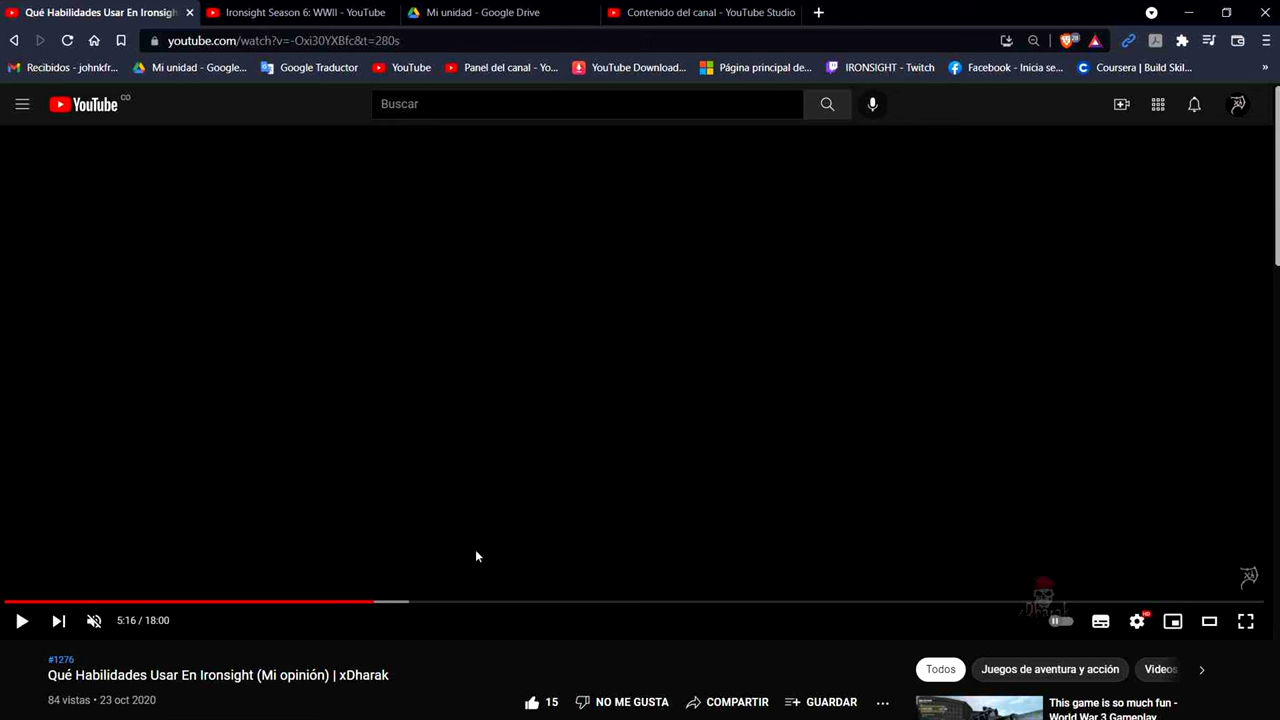 Qué Habilidades Usar En Ironsigh
Ironsight Season 6: WWII - YouTube
Mi unidad - Google Drive
Contenido del canal - YouTube Studio
youtube.com/watch?v=-Oxi30YXBfc&t=280s
28
Recibidos - johnkfr...
Mi unidad - Google...
Google Traductor
YouTube
Panel del canal - Yo...
YouTube Download...
Página principal de...
IRONSIGHT - Twitch
Facebook - Inicia se...
Coursera | Build Skil...
»
YouTube CO
Buscar
5:16 / 18:00
HD
#1276
Qué Habilidades Usar En Ironsight (Mi opinión) | xDharak
84 vistas • 23 oct 2020
15
NO ME GUSTA
COMPARTIR
GUARDAR
...
Todos
Juegos de aventura y acción
Videos
This game is so much fun -
World War 3 Gameplay